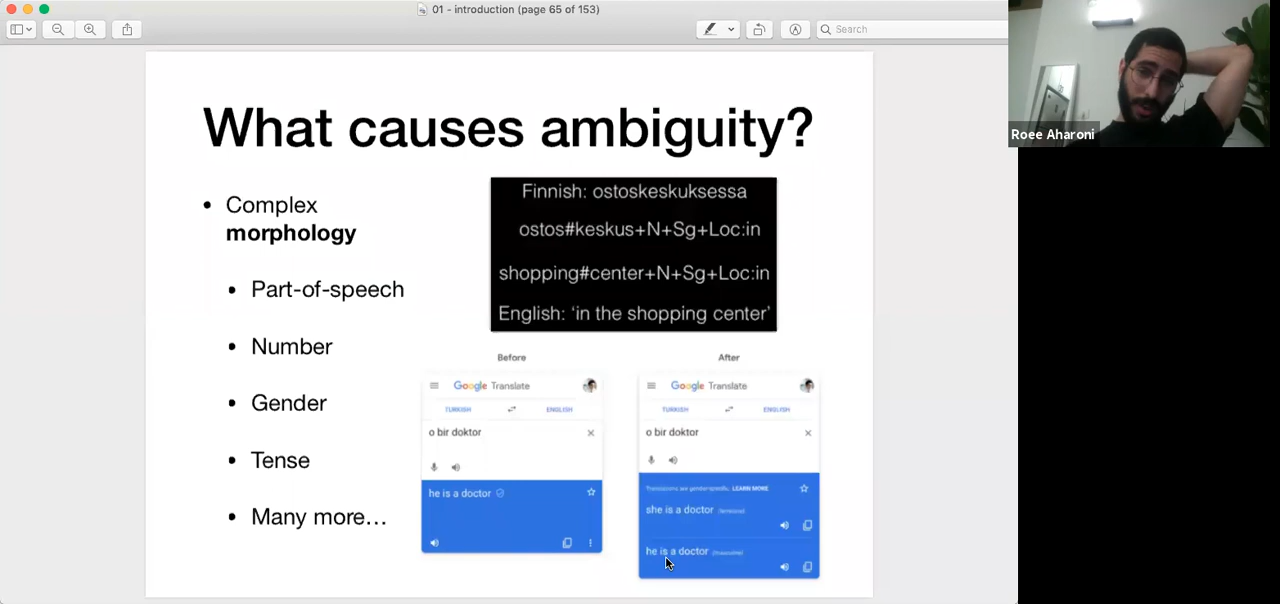 01 - introduction (page 65 of 153)
Search
Roee Aharoni
What causes ambiguity?
• Complex
morphology
• Part-of-speech
• Number
• Gender
• Tense
• Many more…
Finnish: ostoskeskuksessa
ostos#keskus+N+Sg+Loc:in
shopping#center+N+Sg+Loc:in
English: ‘in the shopping center’
Before
Google Translate
TURKISH ENGLISH
o bir doktor
he is a doctor
After
Google Translate
TURKISH ENGLISH
o bir doktor
Translations are gender-specific. LEARN MORE
she is a doctor (feminine)
he is a doctor (masculine)